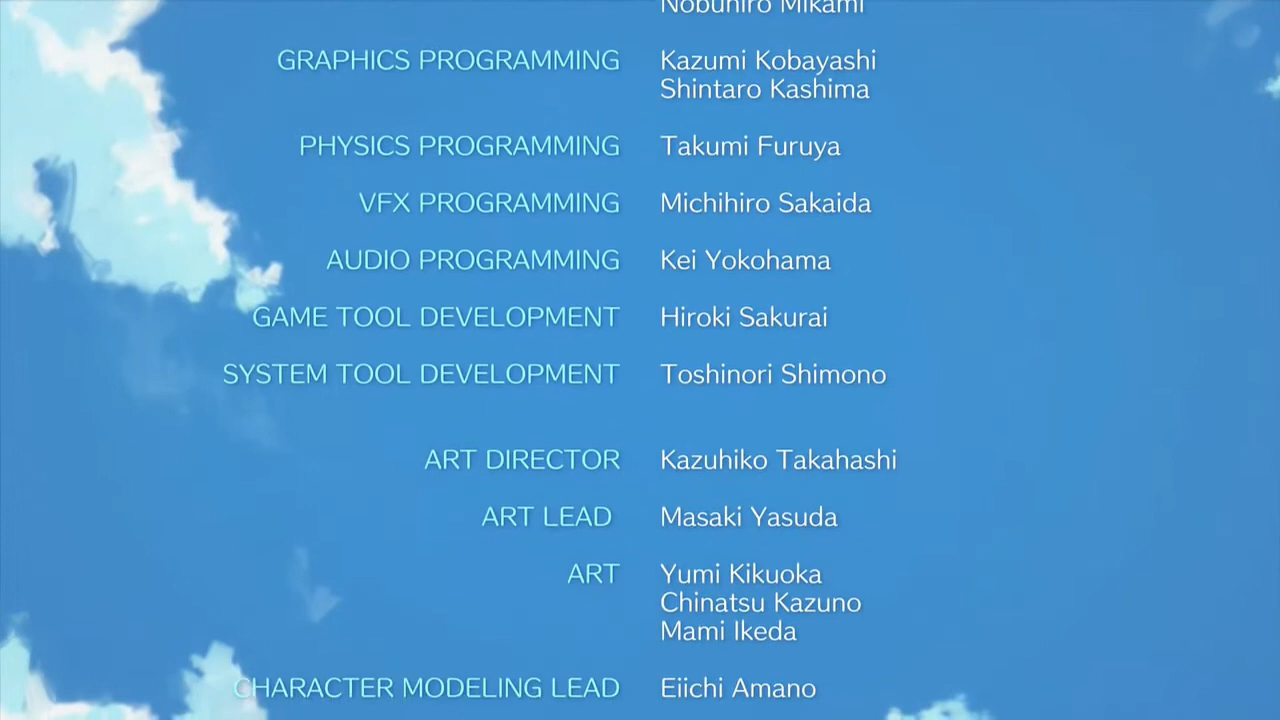 Nobuhiro Mikami
GRAPHICS PROGRAMMING Kazumi Kobayashi
Shintaro Kashima
PHYSICS PROGRAMMING Takumi Furuya
VFX PROGRAMMING Michihiro Sakaida
AUDIO PROGRAMMING Kei Yokohama
GAME TOOL DEVELOPMENT Hiroki Sakurai
SYSTEM TOOL DEVELOPMENT Toshinori Shimono
ART DIRECTOR Kazuhiko Takahashi
ART LEAD Masaki Yasuda
ART Yumi Kikuoka
Chinatsu Kazuno
Mami Ikeda
CHARACTER MODELING LEAD Eiichi Amano